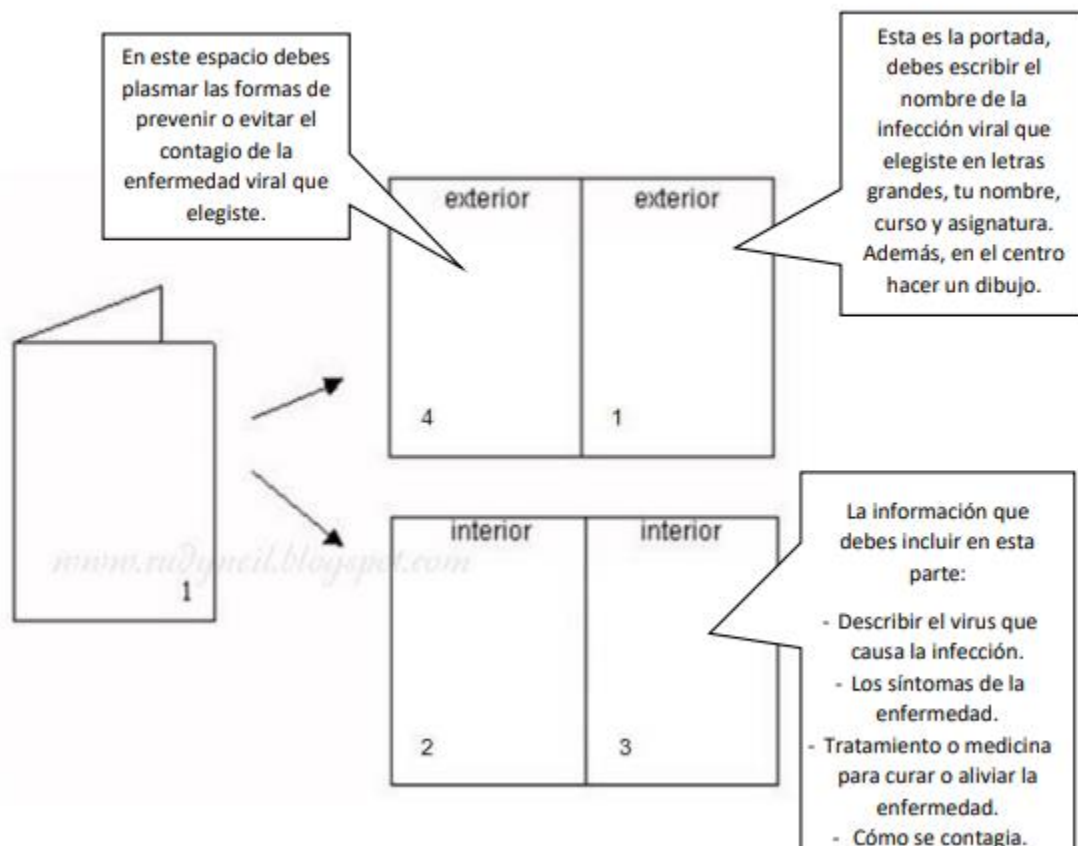 En este espacio debes
plasmar las formas de
prevenir o evitar el
contagio de la
enfermedad viral que
elegiste.
Esta es la portada,
debes escribir el
nombre de la
infección viral que
elegiste en letras
grandes, tu nombre,
curso y asignatura.
Además, en el centro
hacer un dibujo.
exterior
exterior
4
1
1
www.rudyneil.blogspot.com
interior
interior
2
3
La información que
debes incluir en esta
parte:
- Describir el virus que
causa la infección.
- Los síntomas de la
enfermedad.
- Tratamiento o medicina
para curar o aliviar la
enfermedad.
- Cómo se contagia.